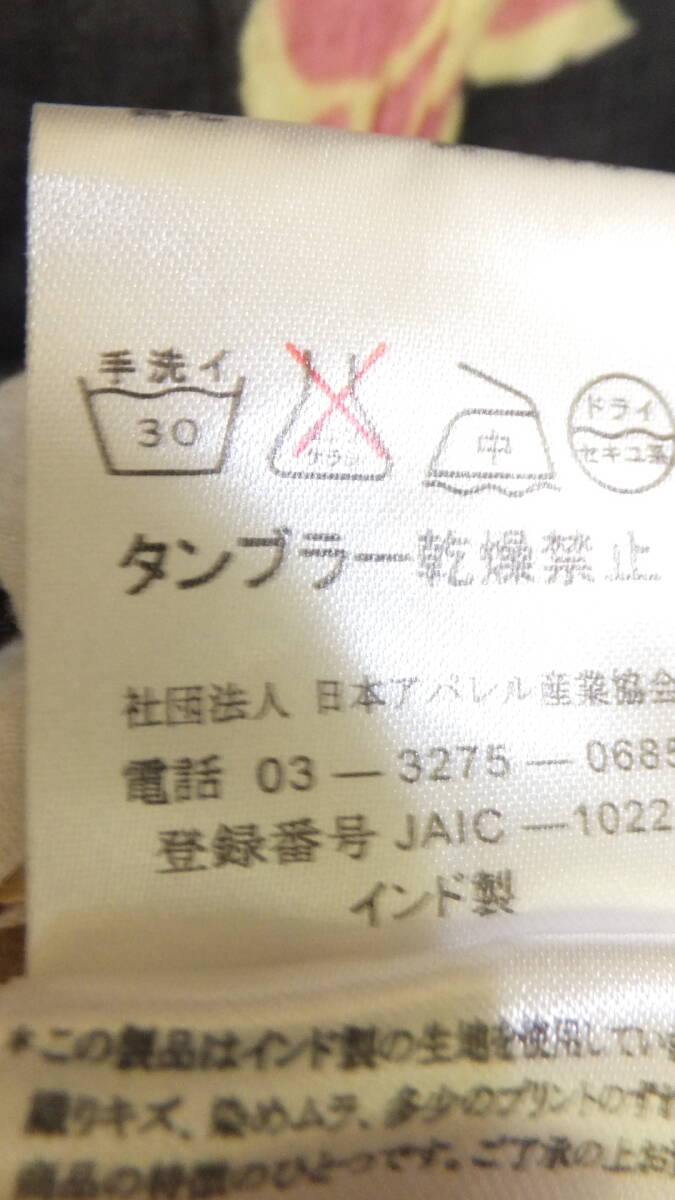 手洗イ
30
中
ドライ
セキユ系
タンブラー乾燥禁止
社団法人 日本アパレル産業協会
電話 03 — 3275 — 0685
登録番号 JAIC — 1022
インド製
*この製品はインド製の生地を使用していま
織りキズ、染めムラ、多少のプリントのずれ
商品の特徴のひとつです。ご了承の上お